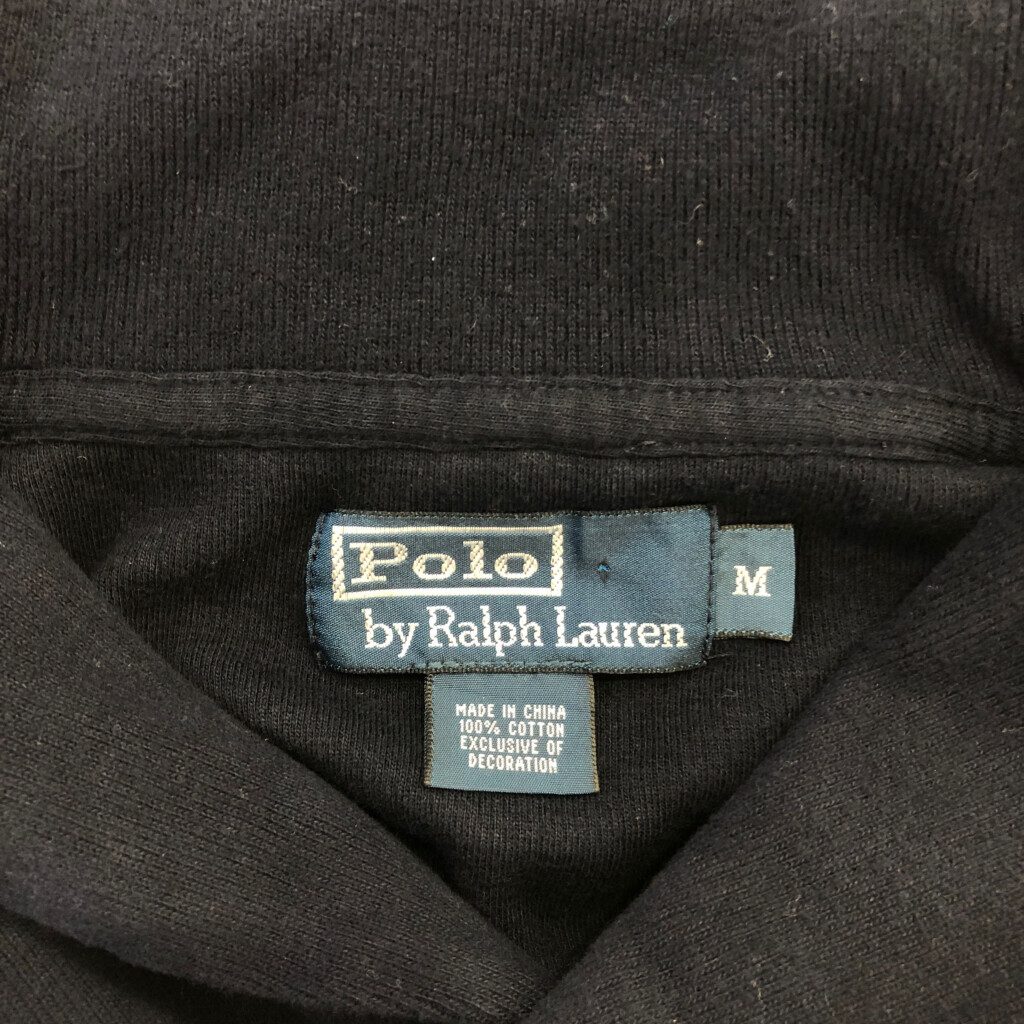 Polo
by Ralph Lauren
M
MADE IN CHINA
100% COTTON
EXCLUSIVE OF
DECORATION